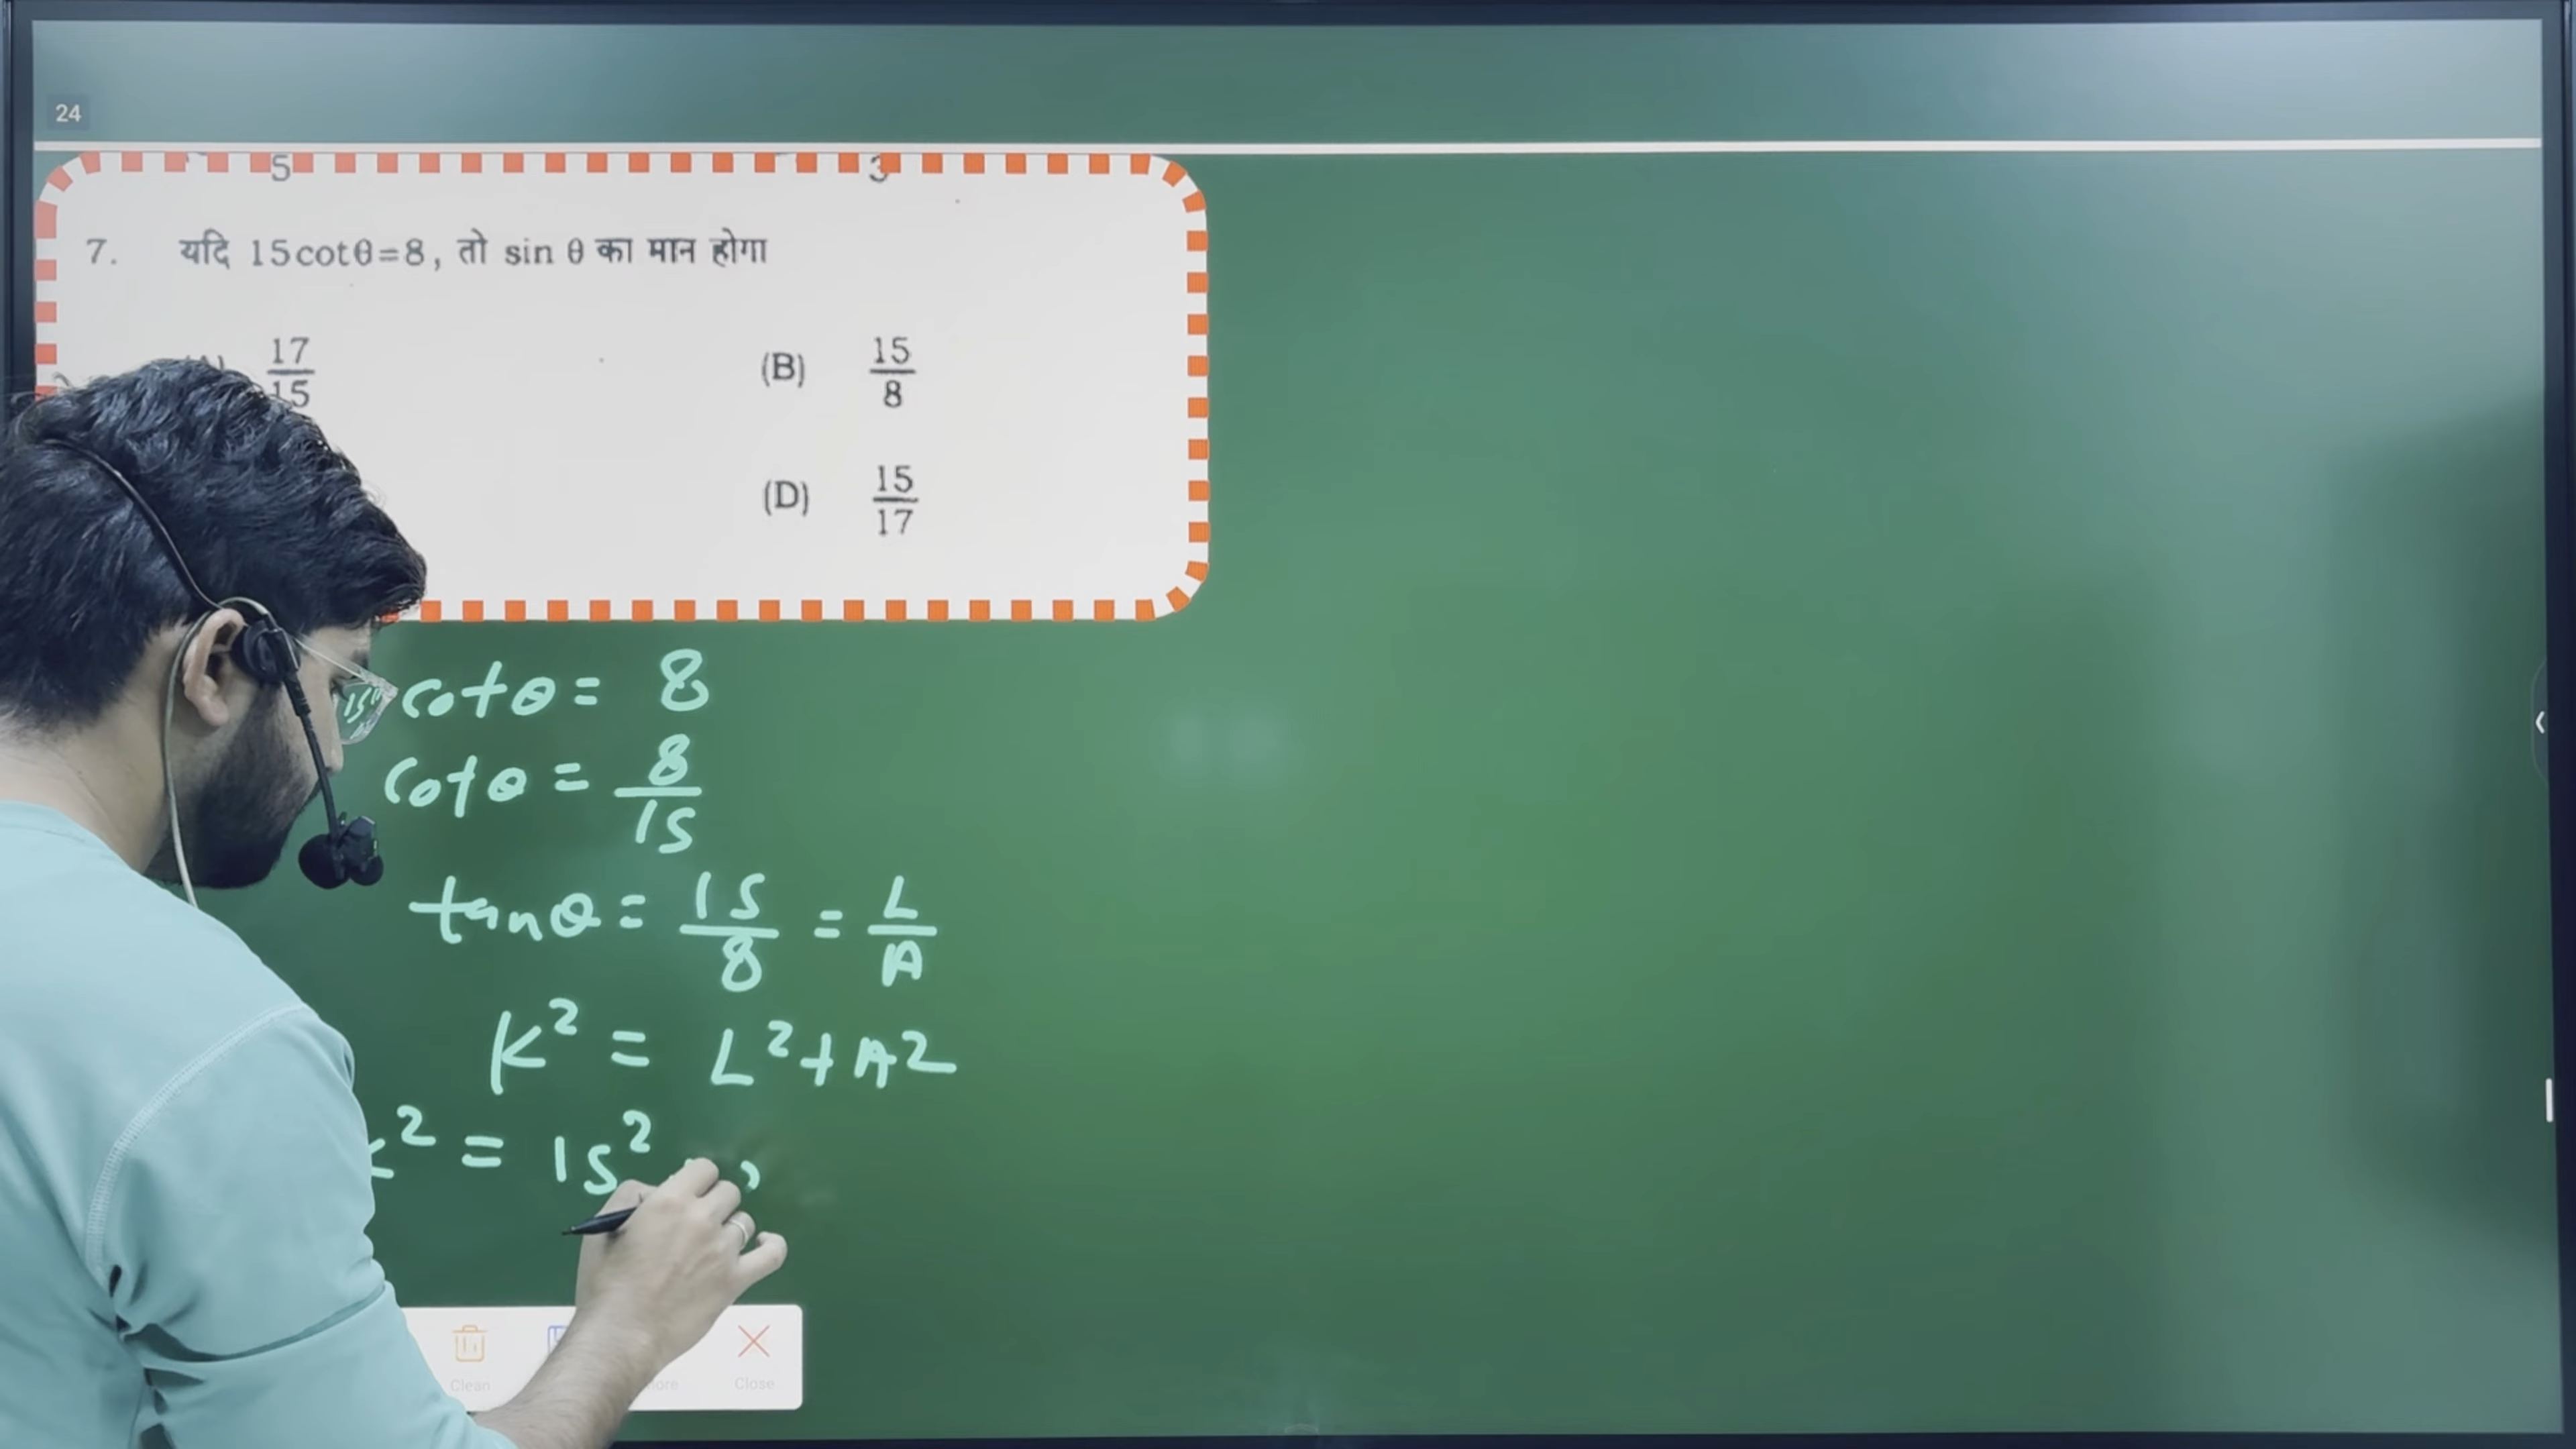 24
5 3
7. यदि 15cotθ=8, तो sin θ का मान होगा
17/15 (B) 15/8
(D) 15/17
cotθ = 8
cotθ = 8/15
tanθ = 15/8 = L/A
K² = L²+A²
² = 15²
Clean Close